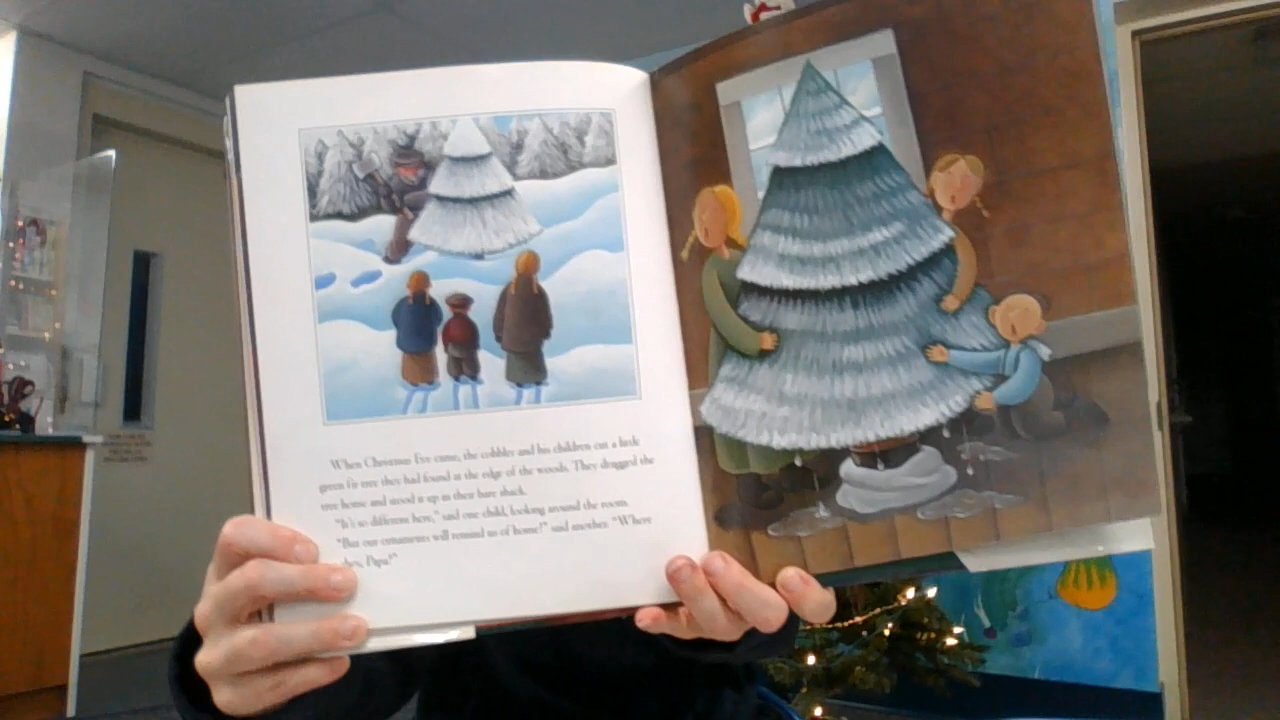 When Christmas Eve came, the cobbler and his children cut a little
green fir tree they had found at the edge of the woods. They dragged the
tree home and stood it up in their bare shack.
"It's so different here," said one child, looking around the room.
"But our ornaments will remind us of home!" said another. "Where
Papa?"